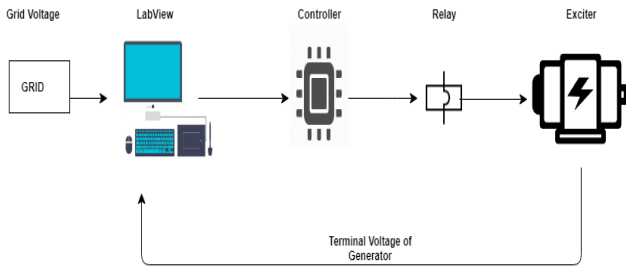 Grid Voltage
LabView
Controller
Relay
Exciter
GRID
Terminal Voltage of
Generator